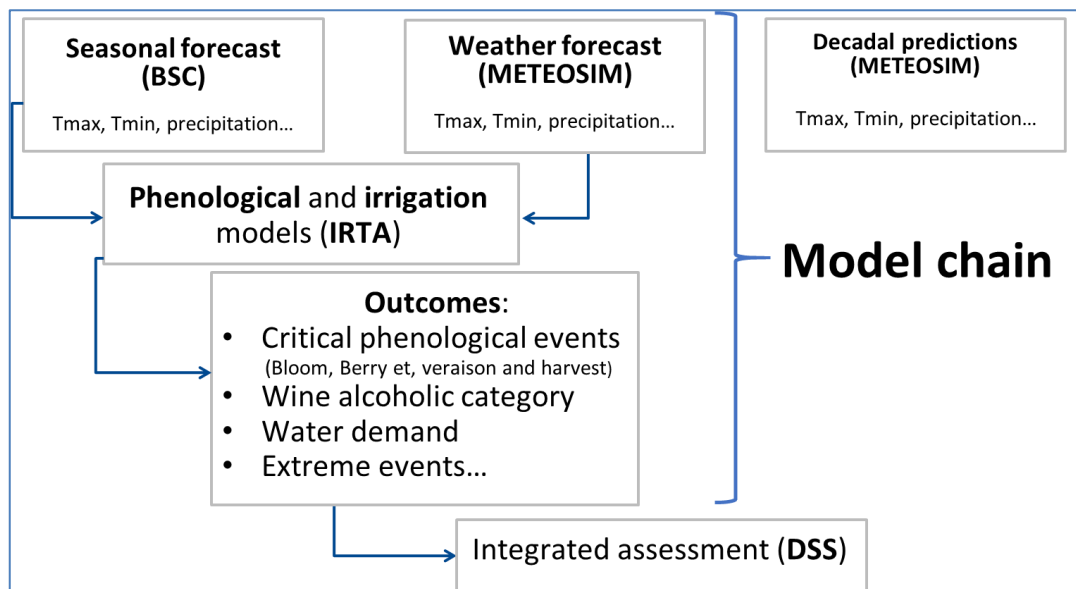 Seasonal forecast
(BSC)
Tmax, Tmin, precipitation...
Weather forecast
(METEOSIM)
Tmax, Tmin, precipitation...
Decadal predictions
(METEOSIM)
Tmax, Tmin, precipitation...
Phenological and irrigation
models (IRTA)
Model chain
Outcomes:
• Critical phenological events
(Bloom, Berry et, veraison and harvest)
• Wine alcoholic category
• Water demand
• Extreme events...
Integrated assessment (DSS)